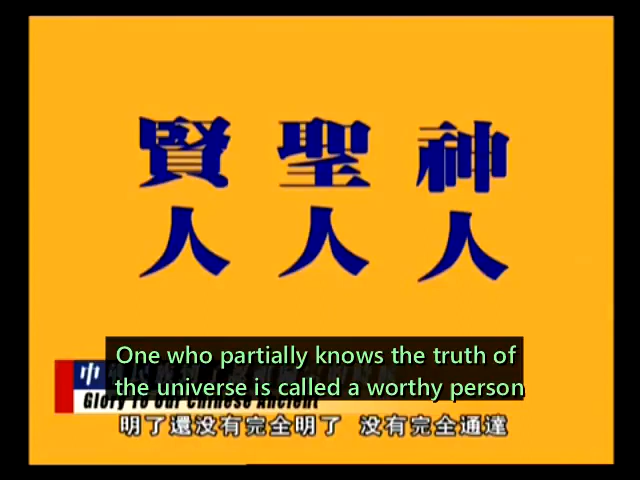 賢 聖 神
人 人 人
One who partially knows the truth of
the universe is called a worthy person
中
Glory To Our Chinese Ancient
明了還没有完全明了 没有完全通達